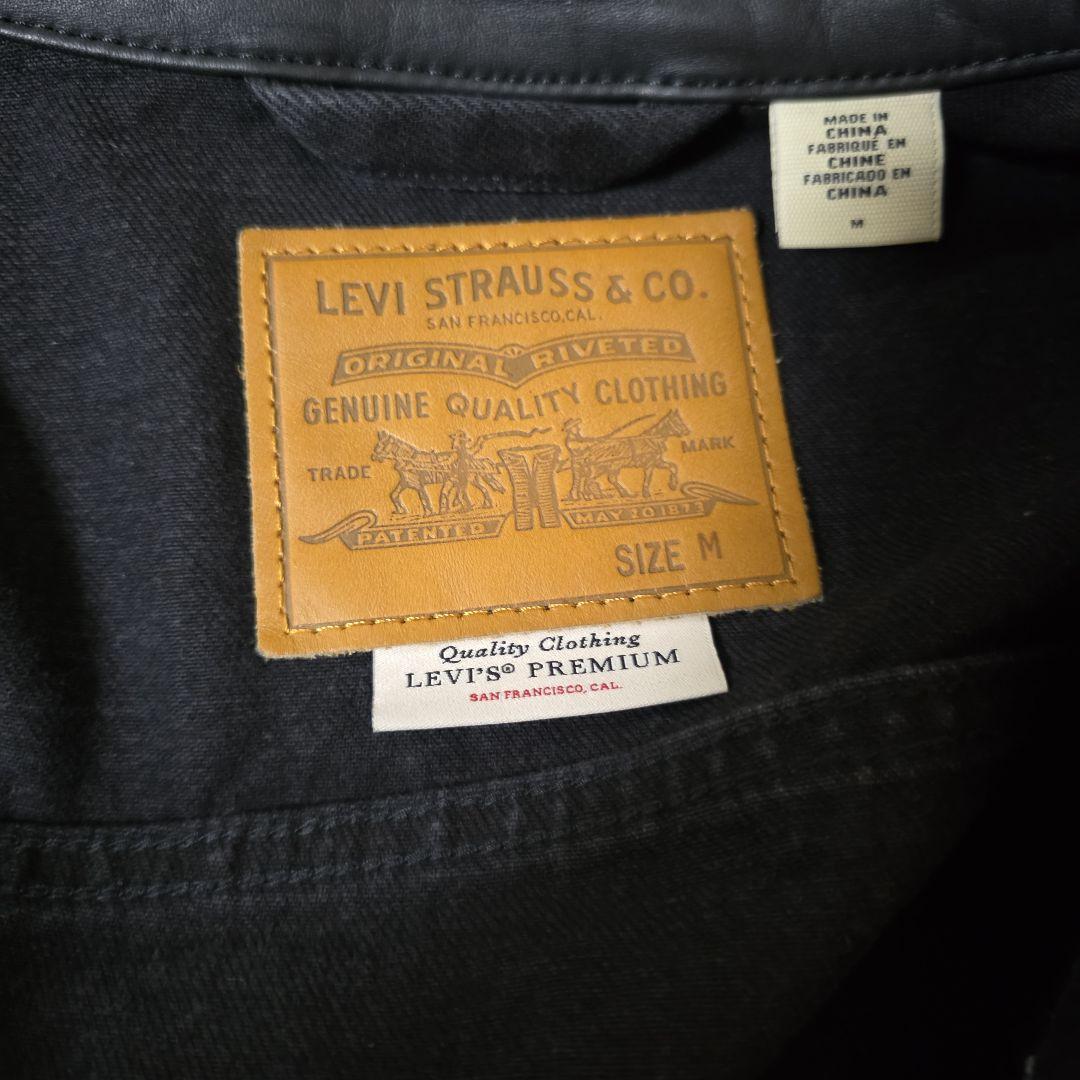 MADE IN
CHINA
FABRIQUÉ EN
CHINE
FABRICADO EN
CHINA
M
LEVI STRAUSS & CO.
SAN FRANCISCO, CAL.
ORIGINAL RIVETED
GENUINE QUALITY CLOTHING
TRADE MARK
PATENTED MAY 20 1873
SIZE M
Quality Clothing
LEVI'S® PREMIUM
SAN FRANCISCO, CAL.